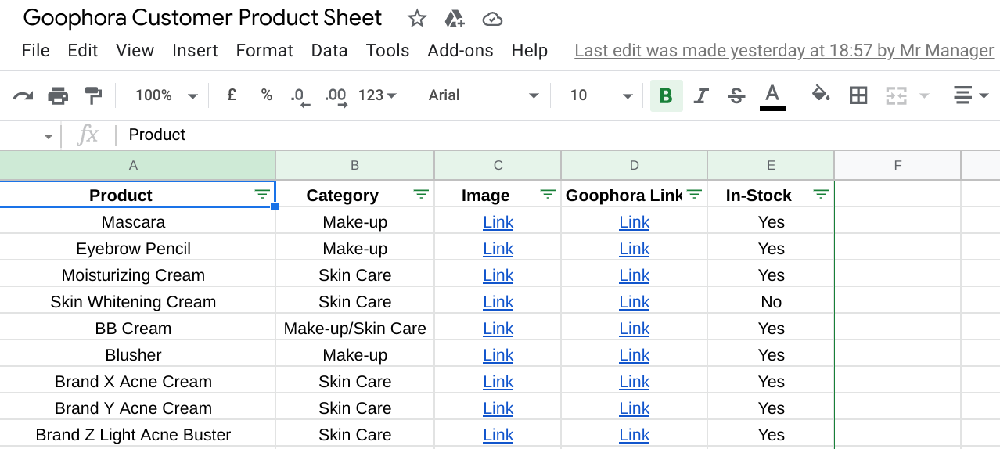 Goophora Customer Product Sheet
File Edit View Insert Format Data Tools Add-ons Help Last edit was made yesterday at 18:57 by Mr Manager
100% £ % .0 .00 123 Arial 10 B I S A
fx Product
A B C D E F
Product Category Image Goophora Link In-Stock
Mascara Make-up Link Link Yes
Eyebrow Pencil Make-up Link Link Yes
Moisturizing Cream Skin Care Link Link Yes
Skin Whitening Cream Skin Care Link Link No
BB Cream Make-up/Skin Care Link Link Yes
Blusher Make-up Link Link Yes
Brand X Acne Cream Skin Care Link Link Yes
Brand Y Acne Cream Skin Care Link Link Yes
Brand Z Light Acne Buster Skin Care Link Link Yes